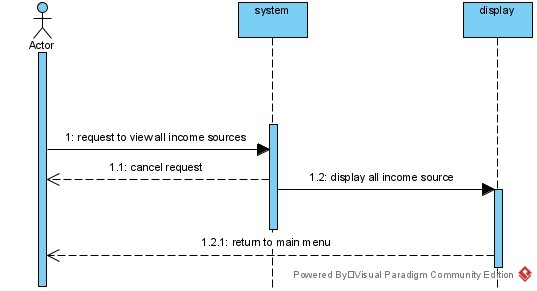 system
display
Actor
1: request to view all income sources
1.1: cancel request
1.2: display all income source
1.2.1: return to main menu
Powered By Visual Paradigm Community Edition